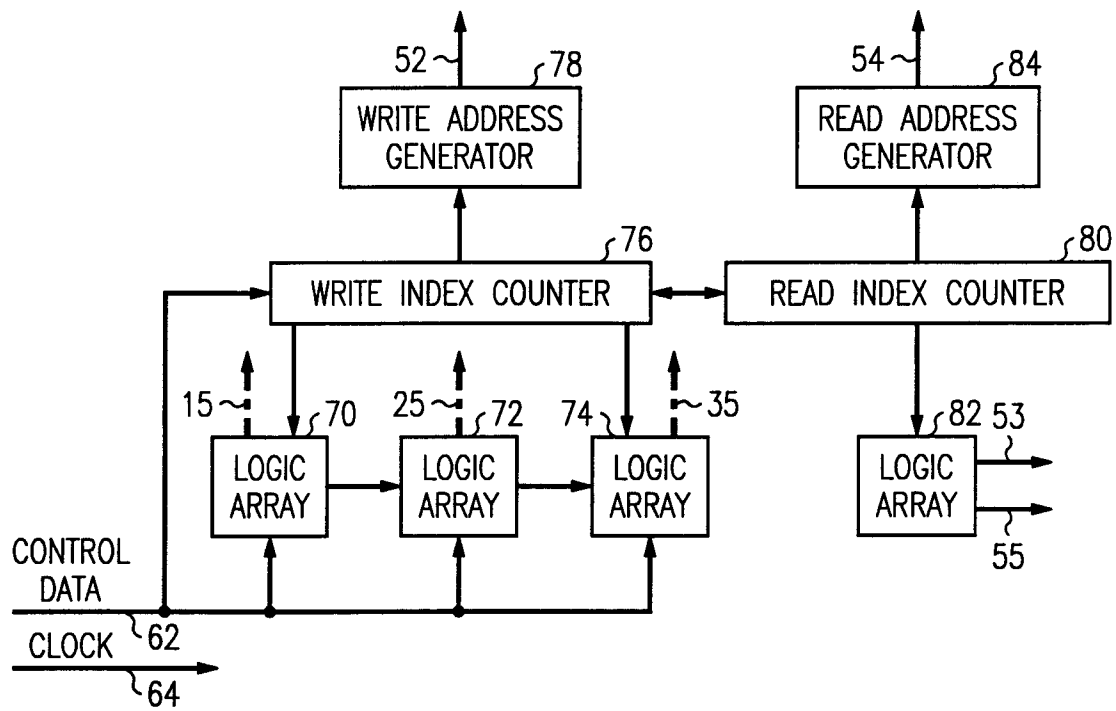 52
78
54
84
WRITE ADDRESS
GENERATOR
READ ADDRESS
GENERATOR
76
80
WRITE INDEX COUNTER
READ INDEX COUNTER
15
70
25
72
74
35
82
53
LOGIC
ARRAY
LOGIC
ARRAY
LOGIC
ARRAY
LOGIC
ARRAY
55
CONTROL
DATA
62
CLOCK
64